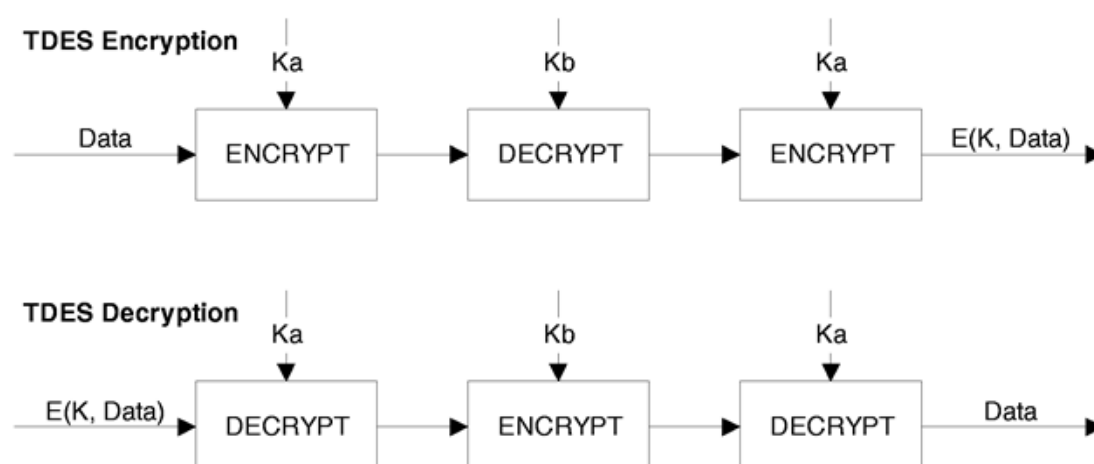 TDES Encryption
Ka Kb Ka
Data ENCRYPT DECRYPT ENCRYPT E(K, Data)
TDES Decryption
Ka Kb Ka
E(K, Data) DECRYPT ENCRYPT DECRYPT Data